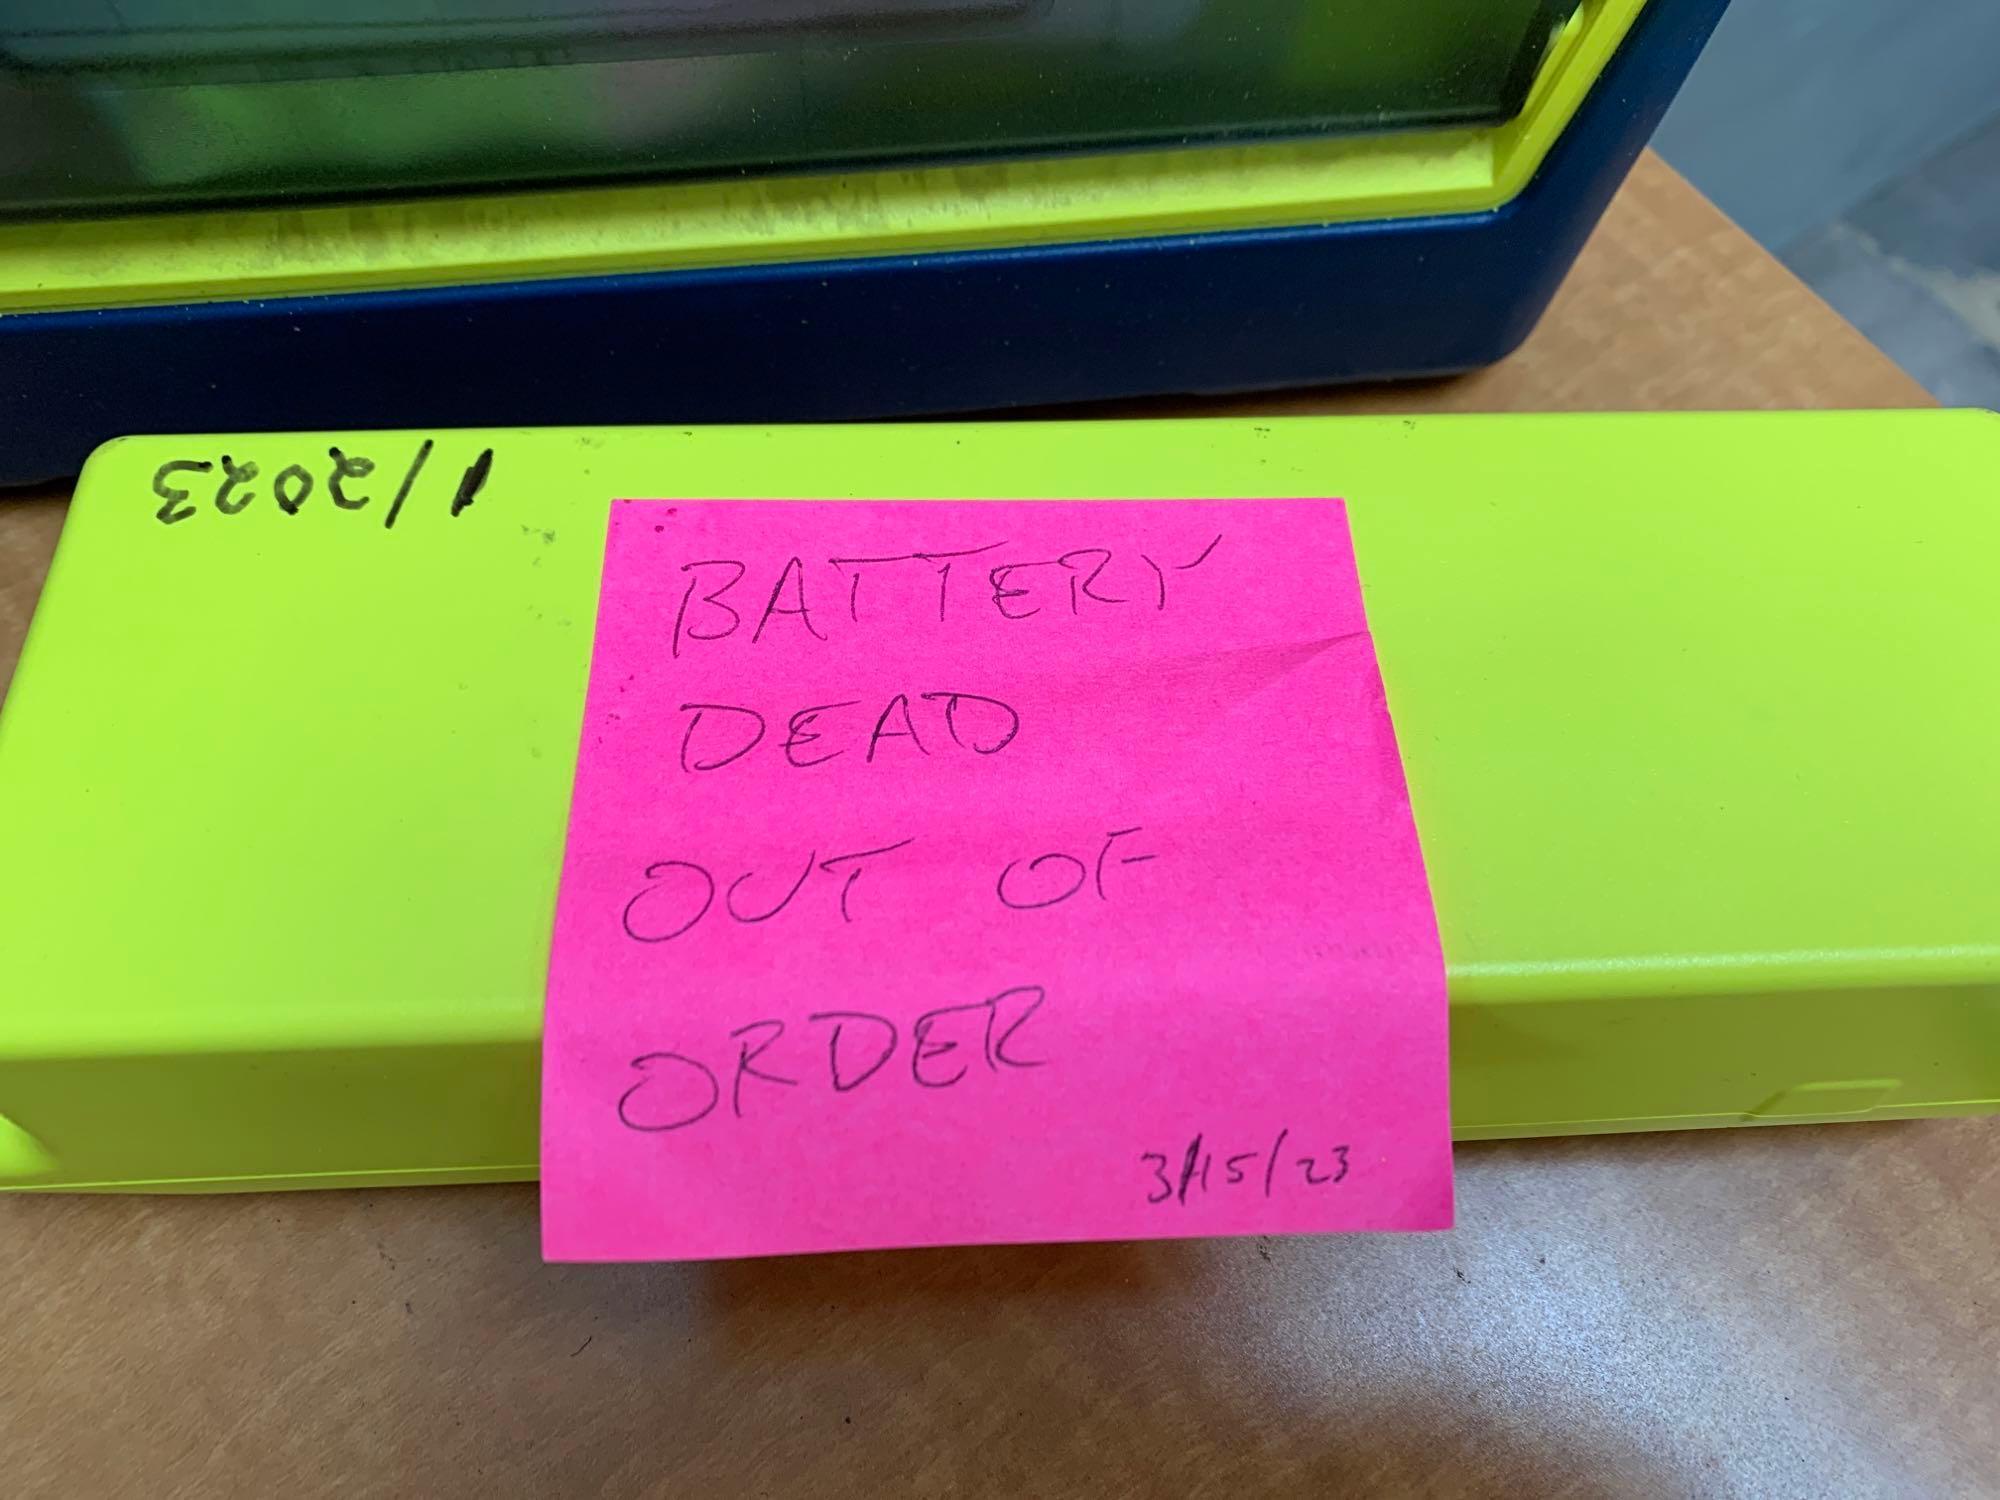 1/2023
BATTERY
DEAD
OUT OF
ORDER
3/15/23